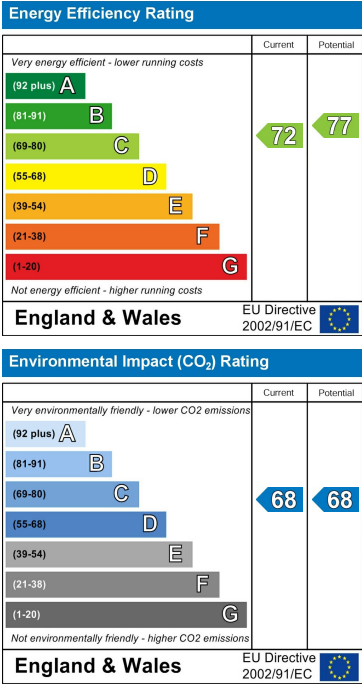 Energy Efficiency Rating
Current Potential
Very energy efficient - lower running costs
(92 plus) A
(81-91) B
(69-80) C
(55-68) D
(39-54) E
(21-38) F
(1-20) G
72 77
Not energy efficient - higher running costs
England & Wales
EU Directive
2002/91/EC
Environmental Impact (CO2) Rating
Current Potential
Very environmentally friendly - lower CO2 emissions
(92 plus) A
(81-91) B
(69-80) C
(55-68) D
(39-54) E
(21-38) F
(1-20) G
68 68
Not environmentally friendly - higher CO2 emissions
England & Wales
EU Directive
2002/91/EC